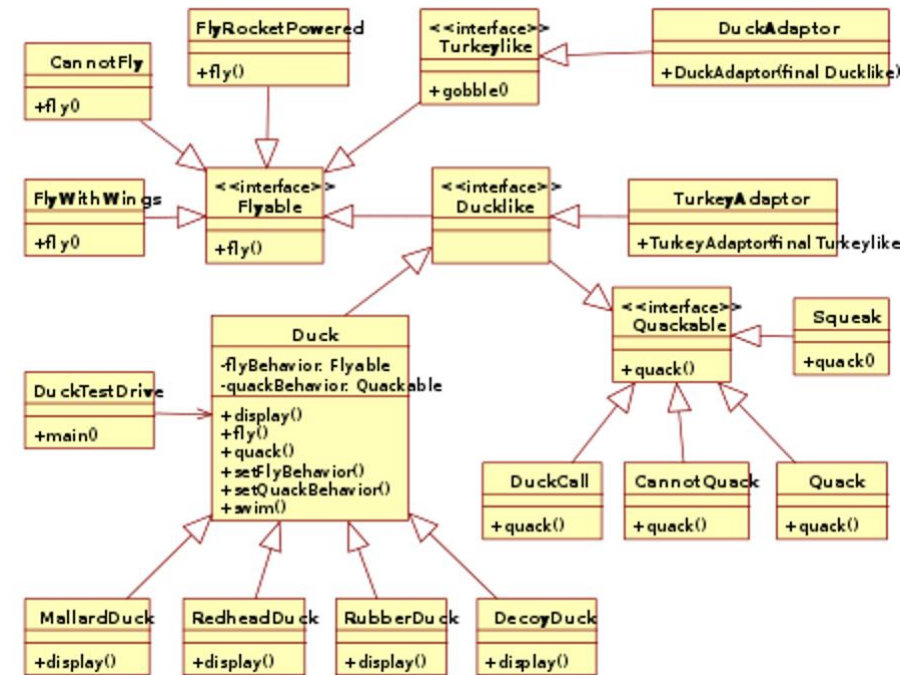 FlyRocketPowered
+fly()
<<interface>>
Turkeylike
+gobble()
DuckAdaptor
+DuckAdaptor(final Ducklike)
CannotFly
+fly()
FlyWithWings
+fly()
<<interface>>
Flyable
+fly()
<<interface>>
Ducklike
TurkeyAdaptor
+TurkeyAdaptor(final Turkeylike
<<interface>>
Quackable
+quack()
Squeak
+quack()
Duck
-flyBehavior: Flyable
-quackBehavior: Quackable
+display()
+fly()
+quack()
+setFlyBehavior()
+setQuackBehavior()
+swim()
DuckTestDrive
+main()
DuckCall
+quack()
CannotQuack
+quack()
Quack
+quack()
MallardDuck
+display()
RedheadDuck
+display()
RubberDuck
+display()
DecoyDuck
+display()